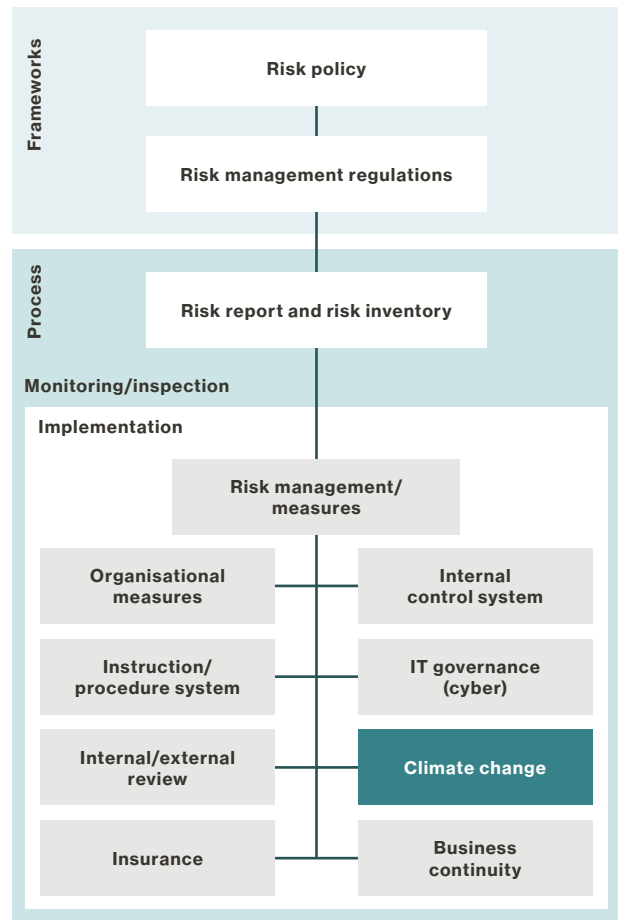 Frameworks
Risk policy
Risk management regulations
Process
Risk report and risk inventory
Monitoring/inspection
Implementation
Risk management/
measures
Organisational
measures
Internal
control system
Instruction/
procedure system
IT governance
(cyber)
Internal/external
review
Climate change
Insurance
Business
continuity